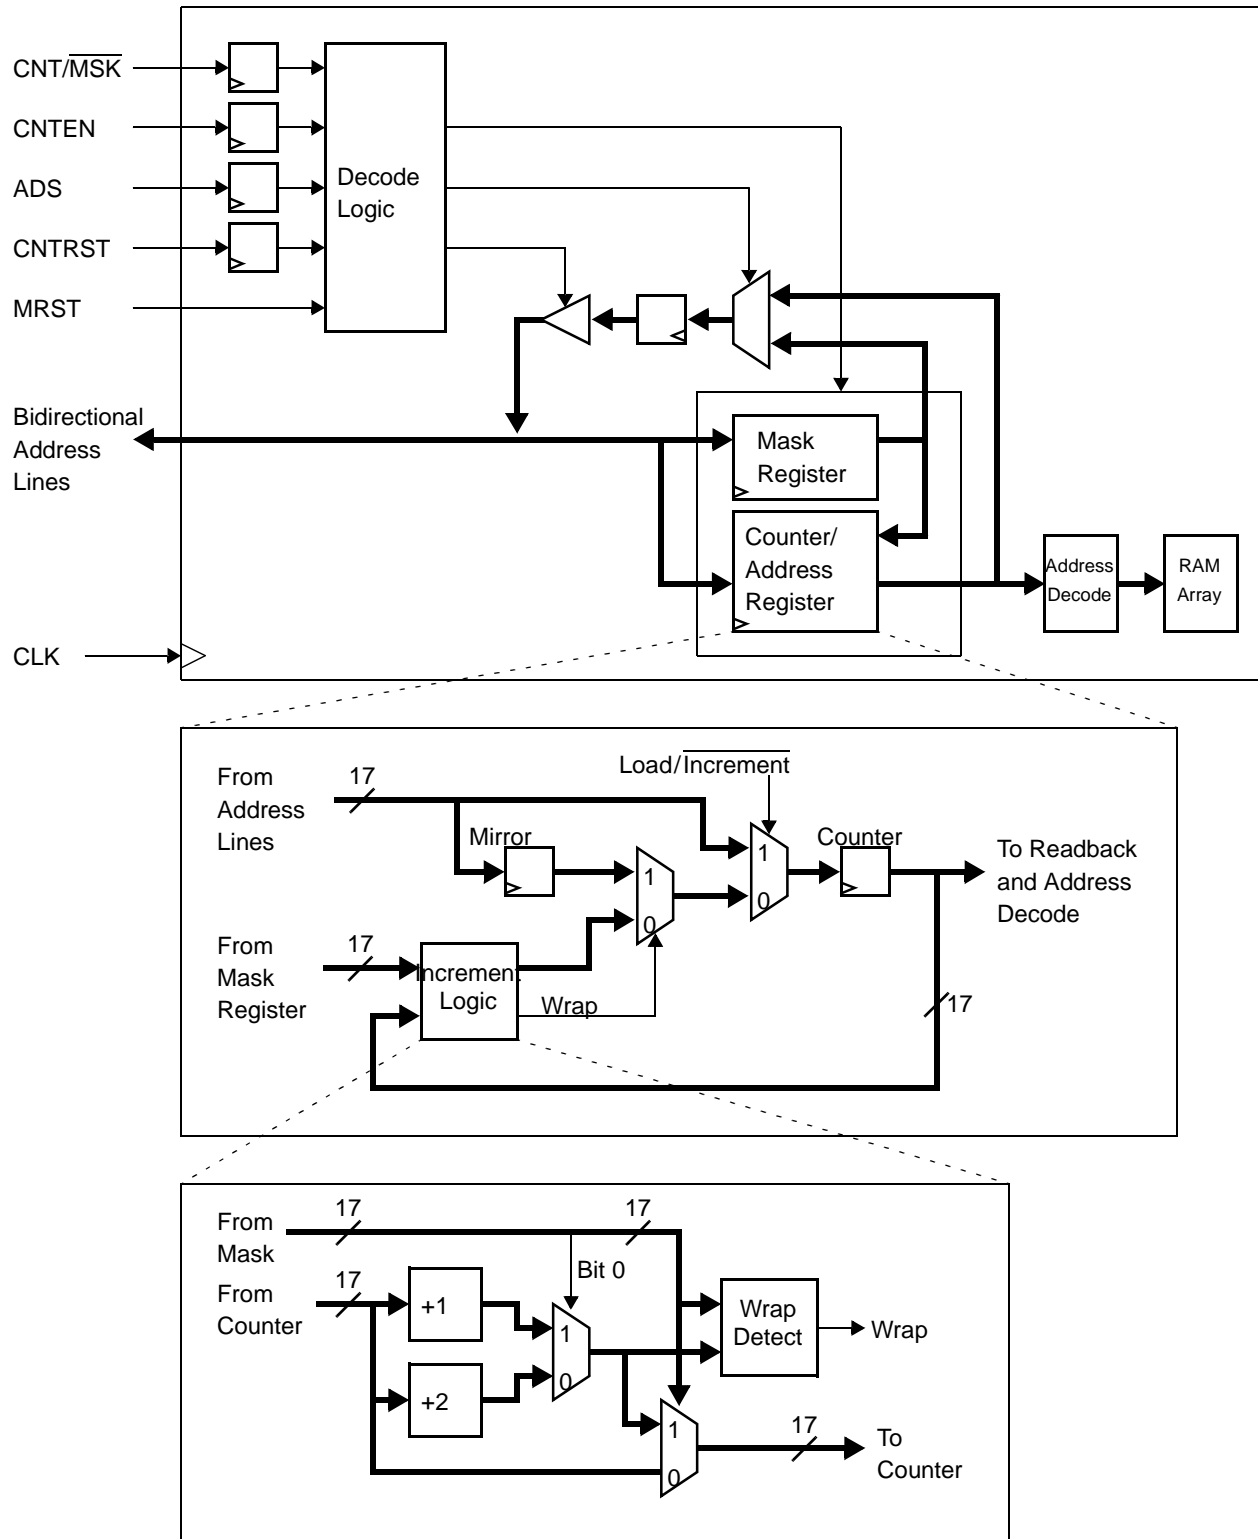 CNT/MSK
CNTEN
ADS
CNTRST
MRST
Decode
Logic
Bidirectional
Address
Lines
Mask
Register
Counter/
Address
Register
Address
Decode
RAM
Array
CLK
From
Address
Lines
17
Load/Increment
Mirror
1
0
1
0
Counter
To Readback
and Address
Decode
From
Mask
Register
17
Increment
Logic
Wrap
17
From
Mask
17
17
Bit 0
From
Counter
17
+1
+2
1
0
Wrap
Detect
Wrap
1
0
17
To
Counter